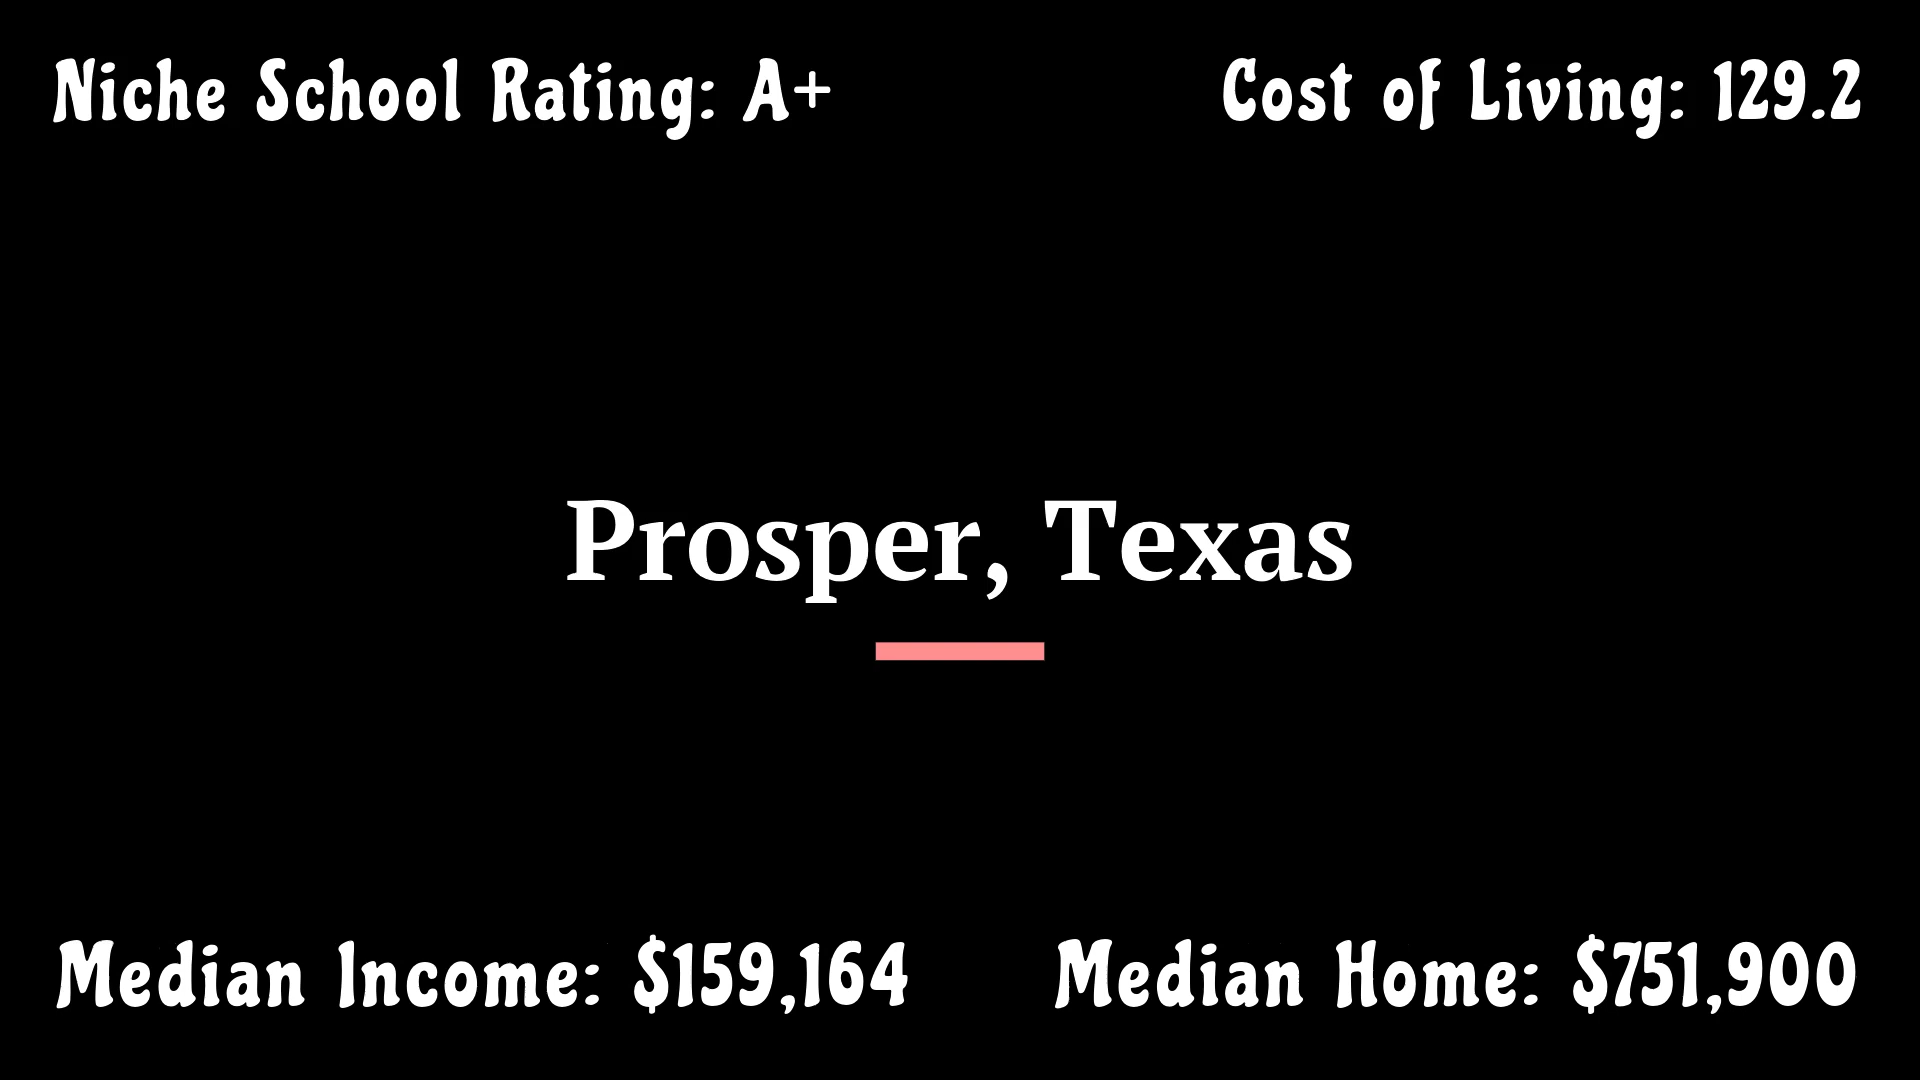 Niche School Rating: A+
Cost of Living: 129.2
Prosper, Texas
Median Income: $159,164
Median Home: $751,900